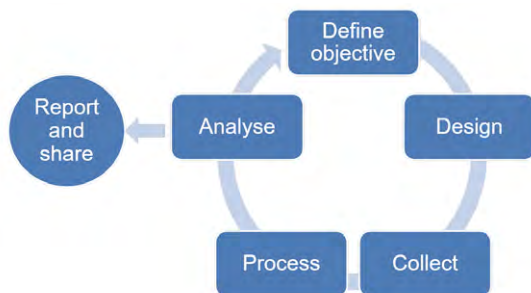 Define
objective
Report
and
share
Analyse
Design
Process
Collect